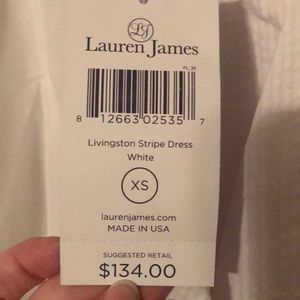 LJ
Lauren James
FL_35
8 12663 02535 7
Livingston Stripe Dress
White
XS
laurenjames.com
MADE IN USA
SUGGESTED RETAIL
$134.00